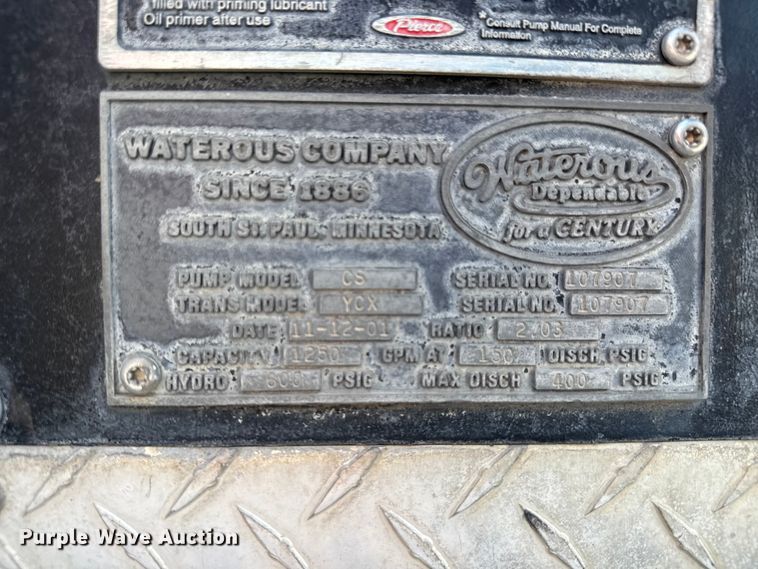 filled with priming lubricant
Oil primer after use
Pierce
*Consult Pump Manual For Complete
Information
WATEROUS COMPANY
SINCE 1886
SOUTH ST. PAUL, MINNESOTA
Waterous
Dependable
for a CENTURY
PUMP MODEL CS SERIAL NO. 107907
TRANS MODEL YCX SERIAL NO. 107907
DATE 11-12-01 RATIO 2.03
CAPACITY 1250 GPM AT 150 DISCH. PSIG
HYDRO 600 PSIG MAX DISCH 400 PSIG
Purple Wave Auction